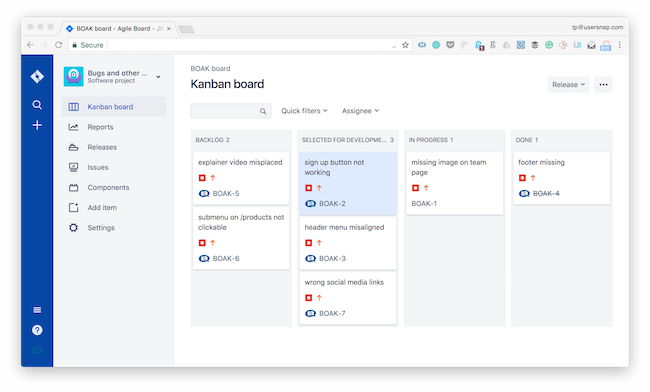 BOAK board - Agile Board - JI
tp@usersnap.com
Secure
Bugs and other ...
Software project
Kanban board
Reports
Releases
Issues
Components
Add item
Settings
BOAK board
Kanban board
Release
Quick filters
Assignee
BACKLOG 2
explainer video misplaced
BOAK-5
submenu on /products not
clickable
BOAK-6
SELECTED FOR DEVELOPME... 3
sign up button not
working
BOAK-2
header menu misaligned
BOAK-3
wrong social media links
BOAK-7
IN PROGRESS 1
missing image on team
page
BOAK-1
DONE 1
footer missing
BOAK-4